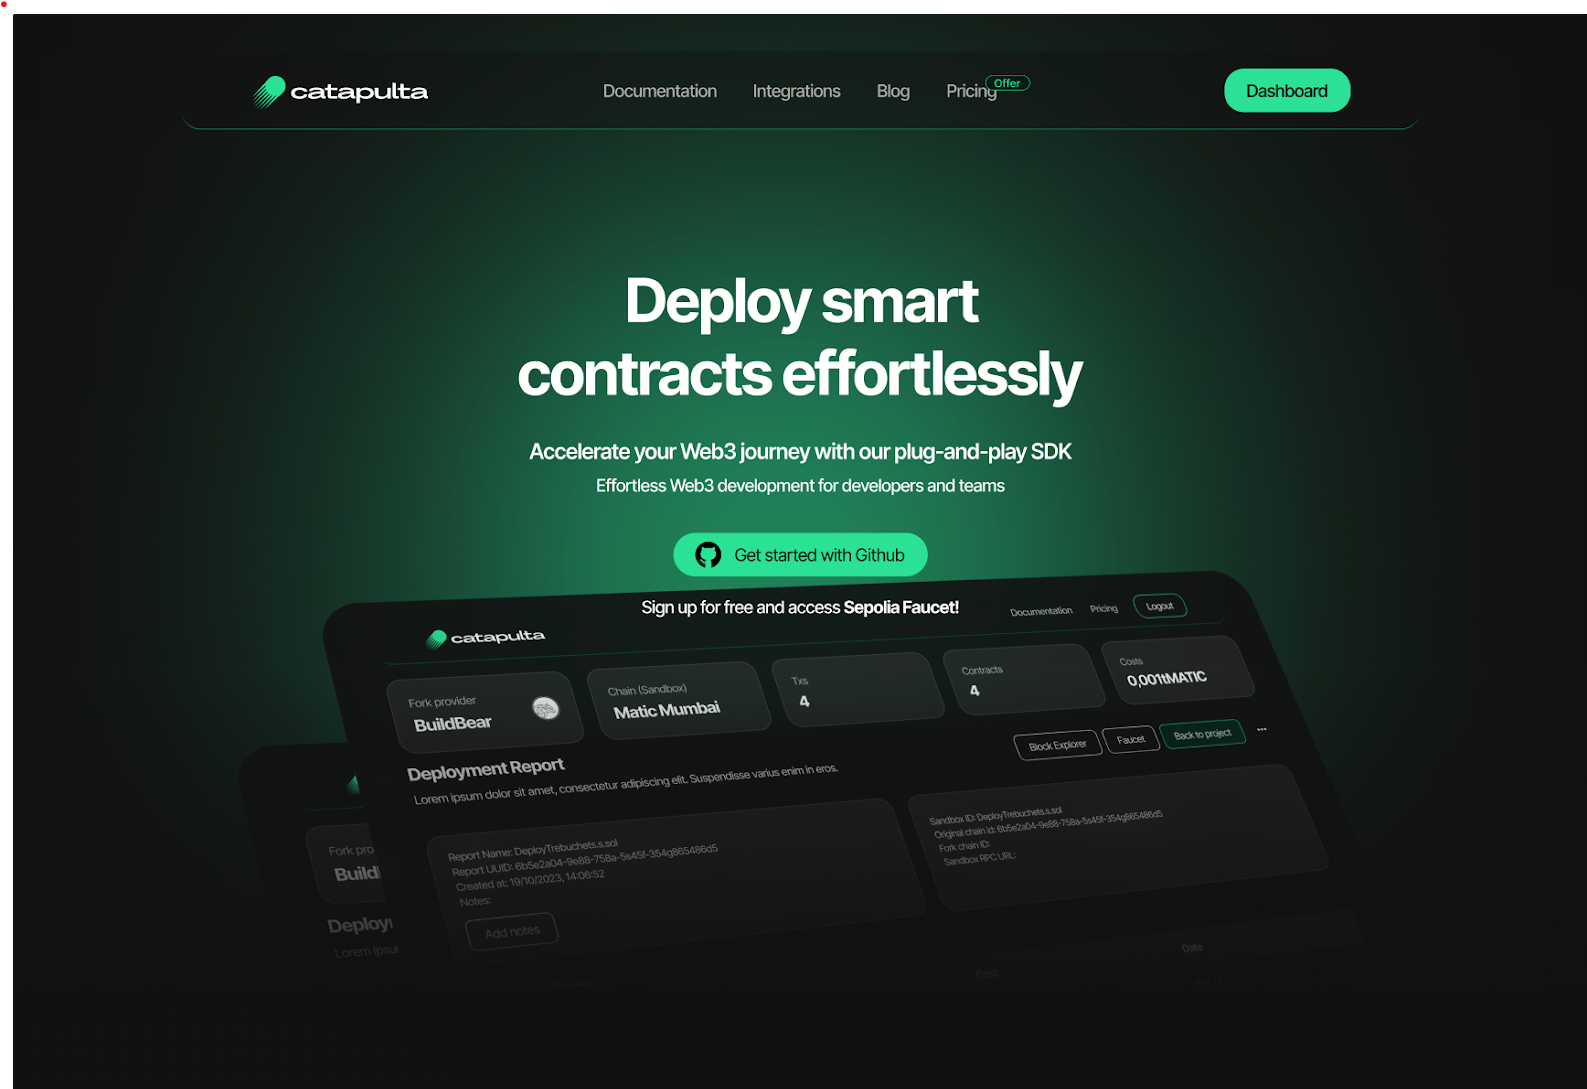 catapulta
Documentation
Integrations
Blog
Pricing
Offer
Dashboard
Deploy smart
contracts effortlessly
Accelerate your Web3 journey with our plug-and-play SDK
Effortless Web3 development for developers and teams
Get started with Github
Sign up for free and access Sepolia Faucet!
catapulta
Documentation
Pricing
Logout
Fork provider
BuildBear
Chain (Sandbox)
Matic Mumbai
Txs
4
Contracts
4
Costs
0,001tMATIC
Block Explorer
Faucet
Back to project
Deployment Report
Lorem ipsum dolor sit amet, consectetur adipiscing elit. Suspendisse varius enim in eros.
Report Name: DeployTrebuchets.s.sol
Report UUID: 6b5e2a04-9e88-758a-5s45f-354g865486d5
Created at: 19/10/2023, 14:06:52
Notes:
Add notes
Sandbox ID: DeployTrebuchets.s.sol
Original chain id: 6b5e2a04-9e88-758a-5s45f-354g865486d5
Fork chain ID:
Sandbox RPC URL:
Cost
Date
Fork pro
Build
Deploy
Lorem ipsu